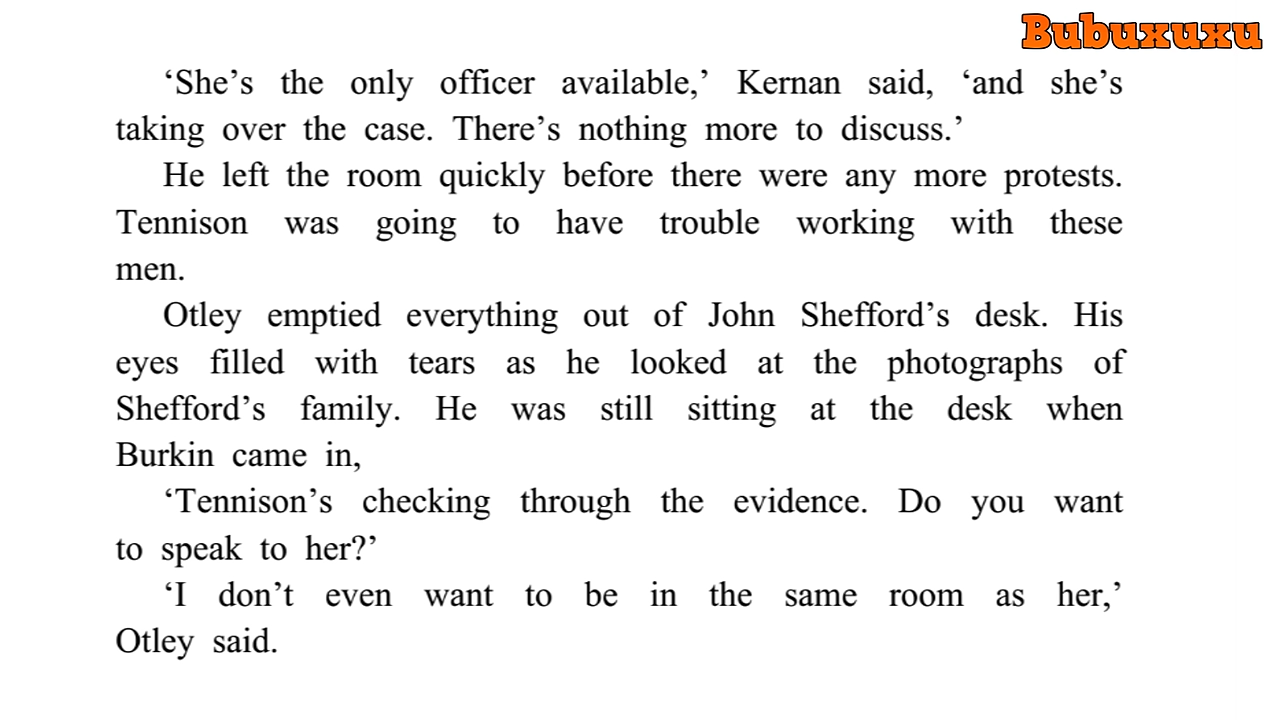 Bubuxuxu
‘She’s the only officer available,’ Kernan said, ‘and she’s
taking over the case. There’s nothing more to discuss.’
He left the room quickly before there were any more protests.
Tennison was going to have trouble working with these
men.
Otley emptied everything out of John Shefford’s desk. His
eyes filled with tears as he looked at the photographs of
Shefford’s family. He was still sitting at the desk when
Burkin came in,
‘Tennison’s checking through the evidence. Do you want
to speak to her?’
‘I don’t even want to be in the same room as her,’
Otley said.